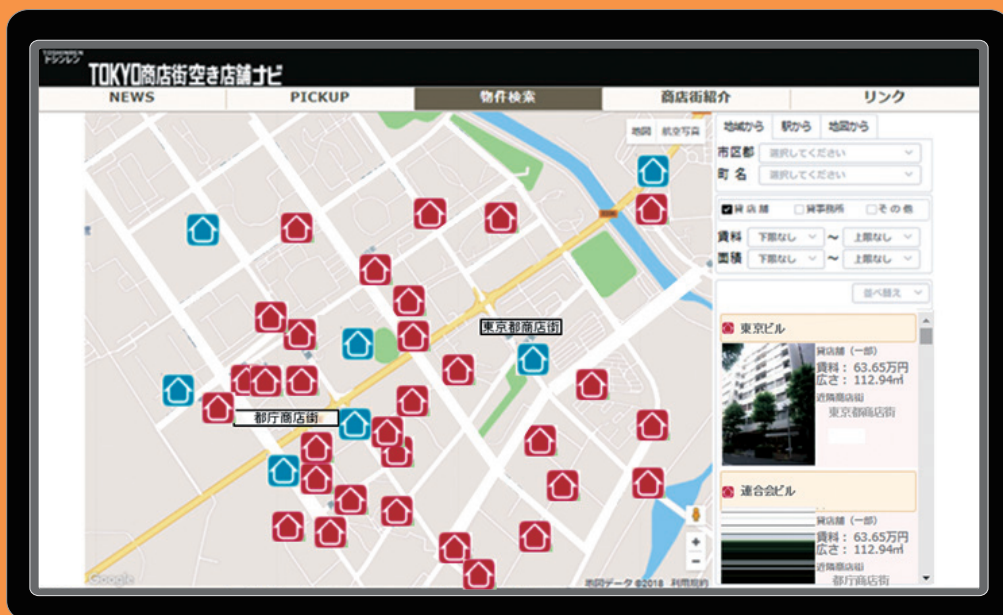 トシンレン
TOKYO商店街空き店舗ナビ
NEWS PICKUP 物件検索 商店街紹介 リンク
地図 航空写真
地域から 駅から 地図から
市区郡 選択してください
町 名 選択してください
貸店舗 貸事務所 その他
賃料 下限なし ～ 上限なし
面積 下限なし ～ 上限なし
並べ替え
東京ビル
貸店舗（一部）
賃料： 63.65万円
広さ： 112.94㎡
近隣商店街
東京都商店街
連合会ビル
貸店舗（一部）
賃料： 63.65万円
広さ： 112.94㎡
近隣商店街
都庁商店街
東京都商店街
都庁商店街
Google
地図データ ©2018 利用規約